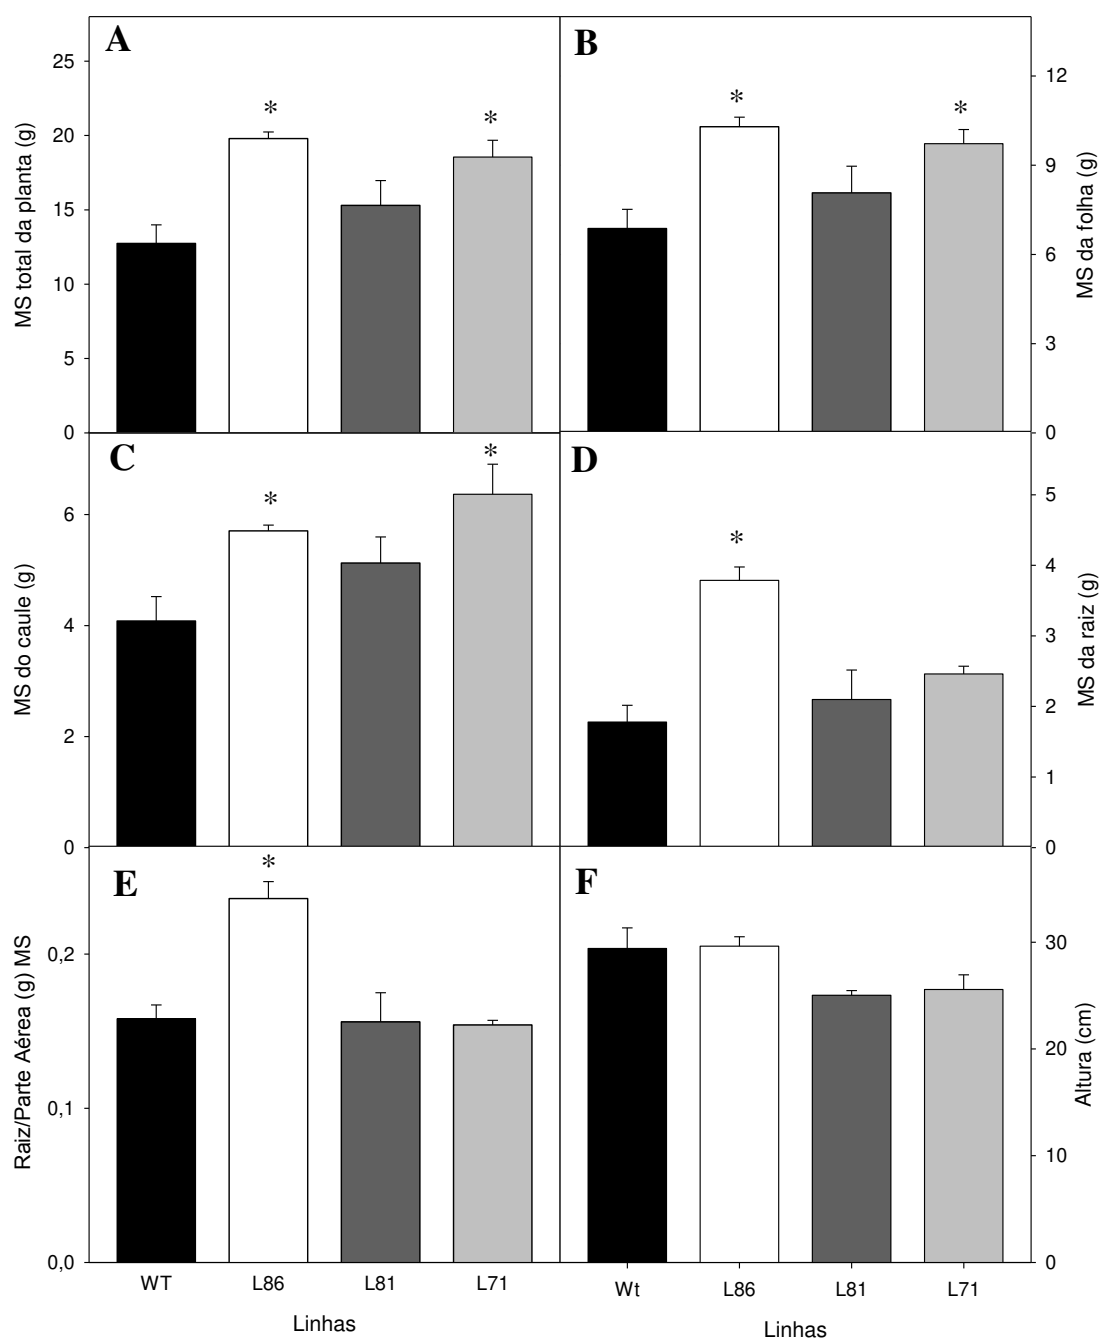 A
B
MS total da planta (g)
25
20
15
10
5
0
*
*
*
*
12
9
6
3
0
MS da folha (g)
C
D
MS do caule (g)
6
4
2
0
*
*
*
5
4
3
2
1
0
MS da raiz (g)
E
F
Raiz/Parte Aérea (g) MS
0,2
0,1
0,0
*
30
20
10
0
Altura (cm)
WT L86 L81 L71
Wt L86 L81 L71
Linhas
Linhas